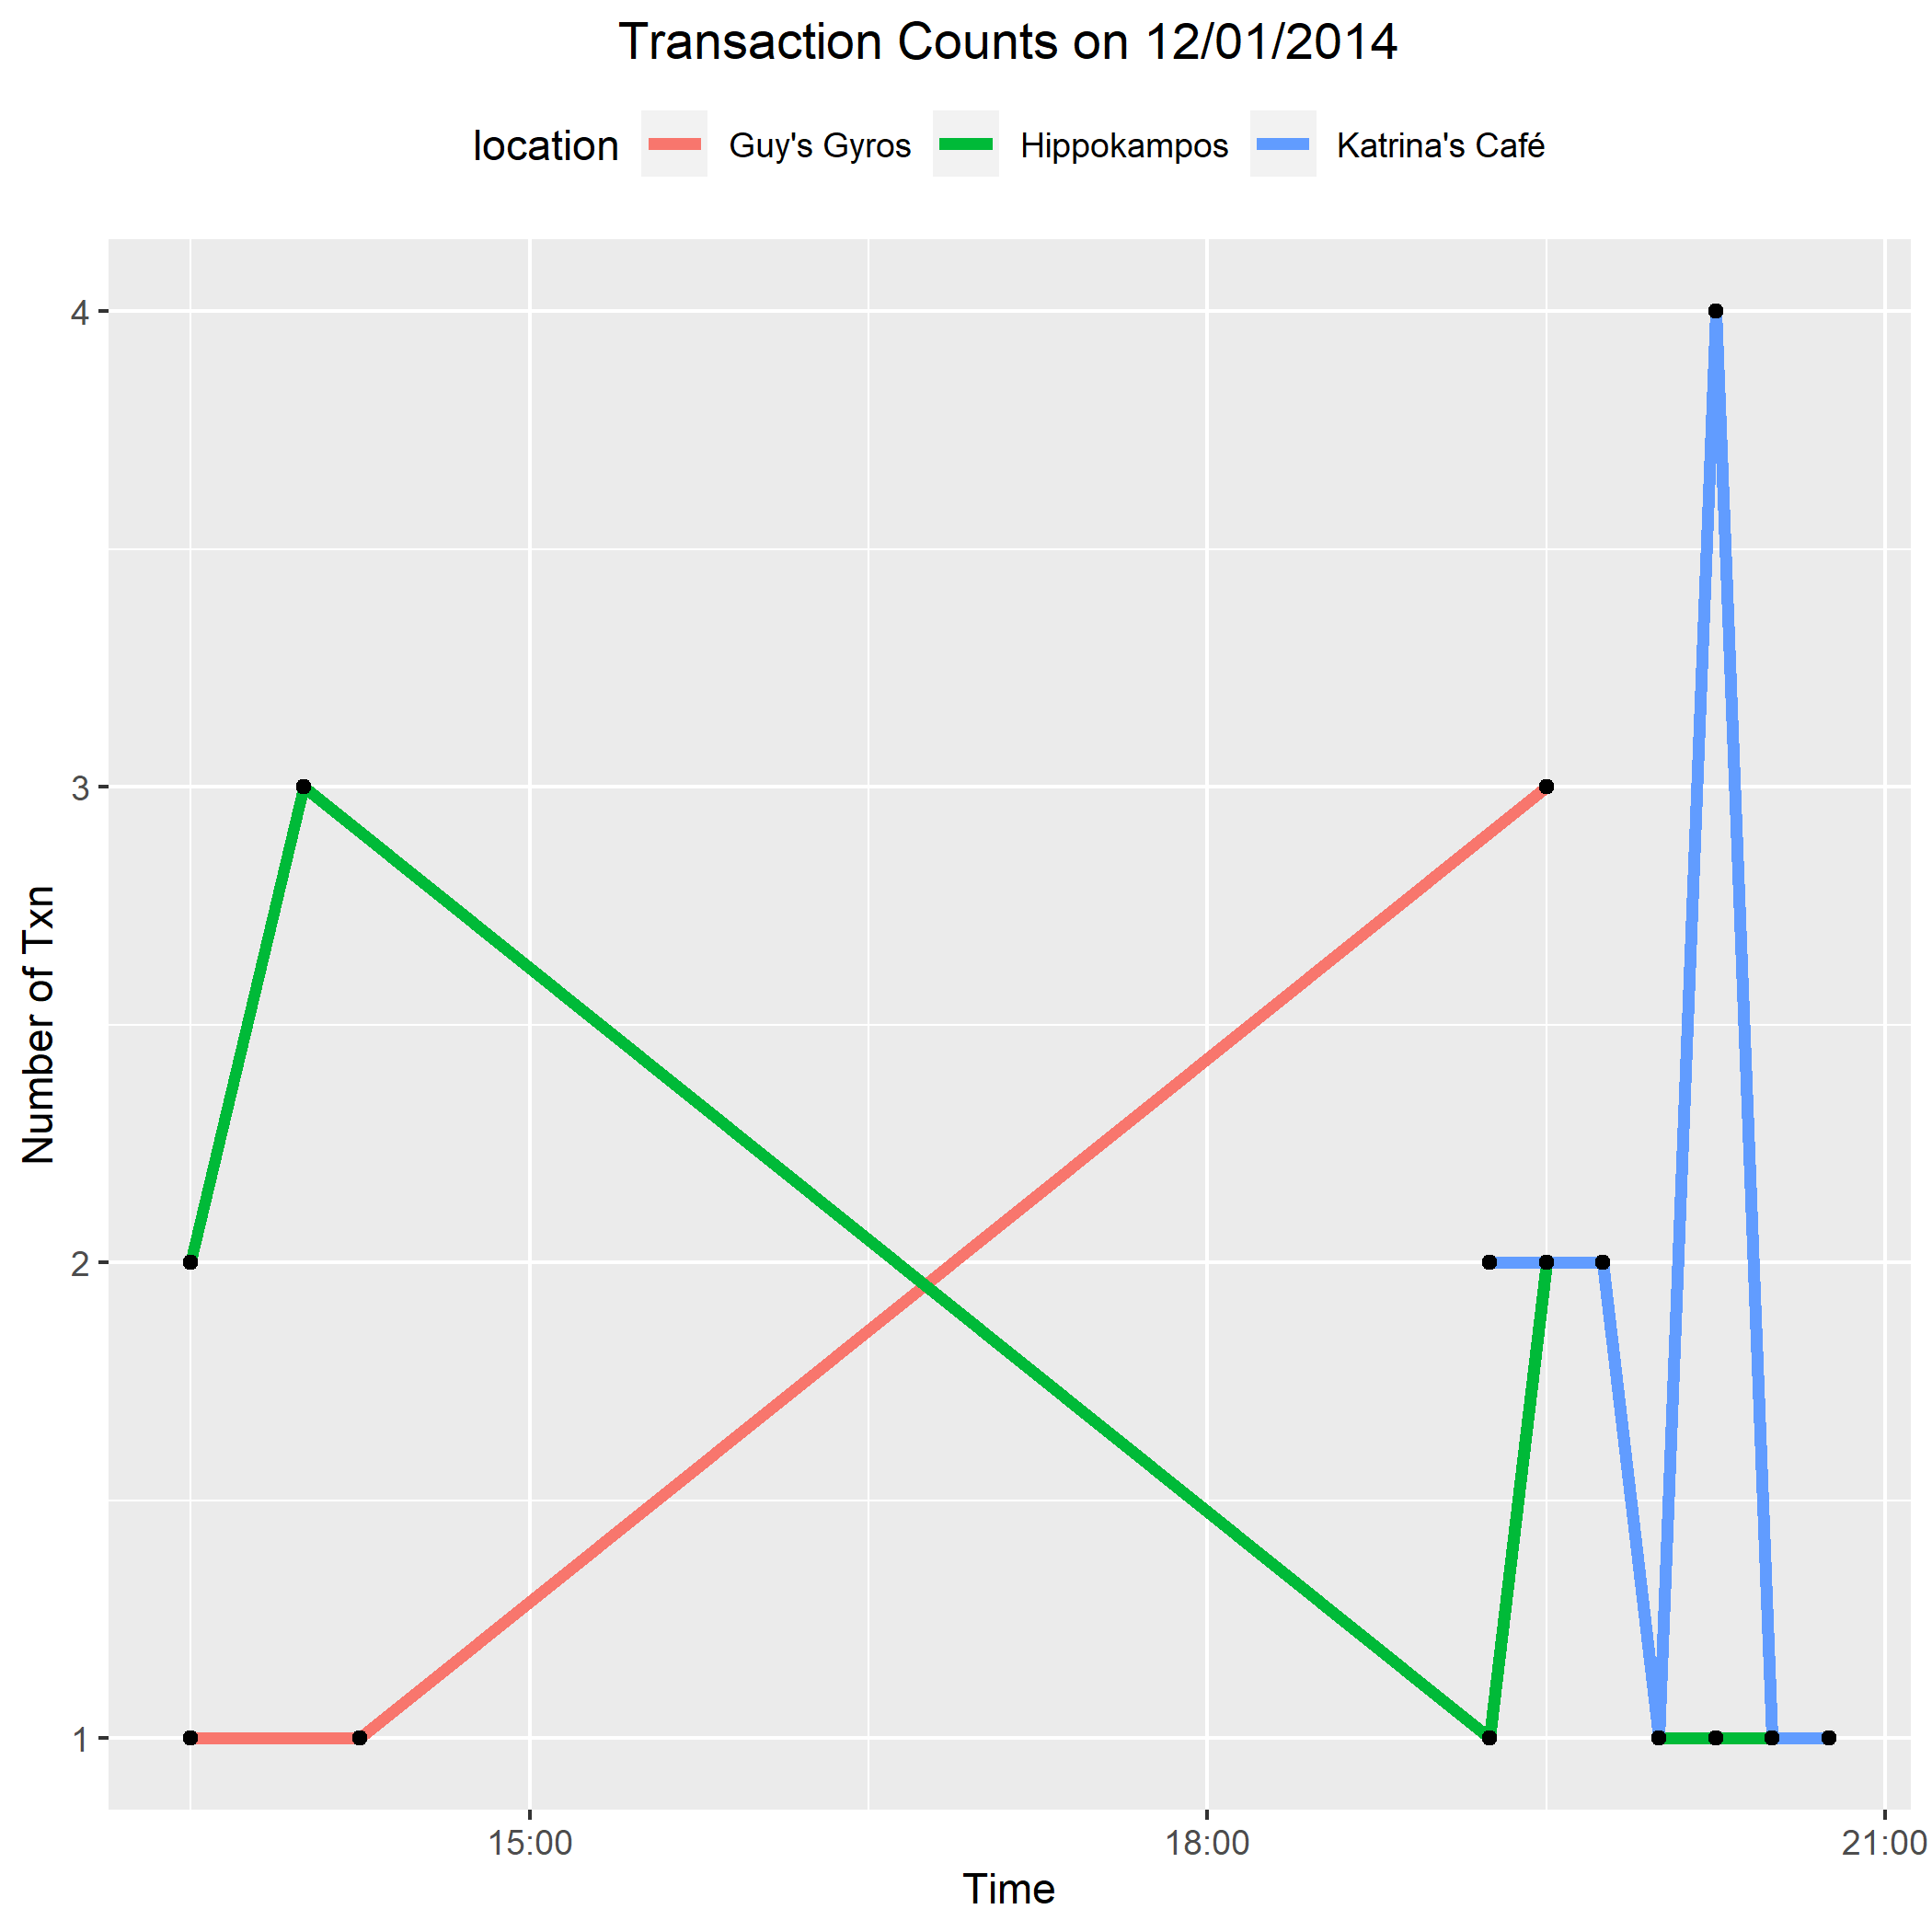 Transaction Counts on 12/01/2014
location Guy's Gyros Hippokampos Katrina's Café
4
3
2
1
Number of Txn
15:00 18:00 21:00
Time